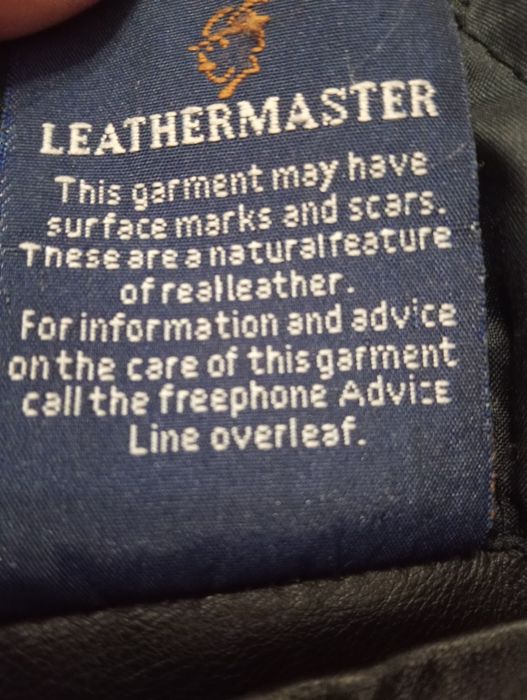 LEATHERMASTER
This garment may have
surface marks and scars.
These are a natural feature
of real leather.
For information and advice
on the care of this garment
call the freephone Advice
Line overleaf.